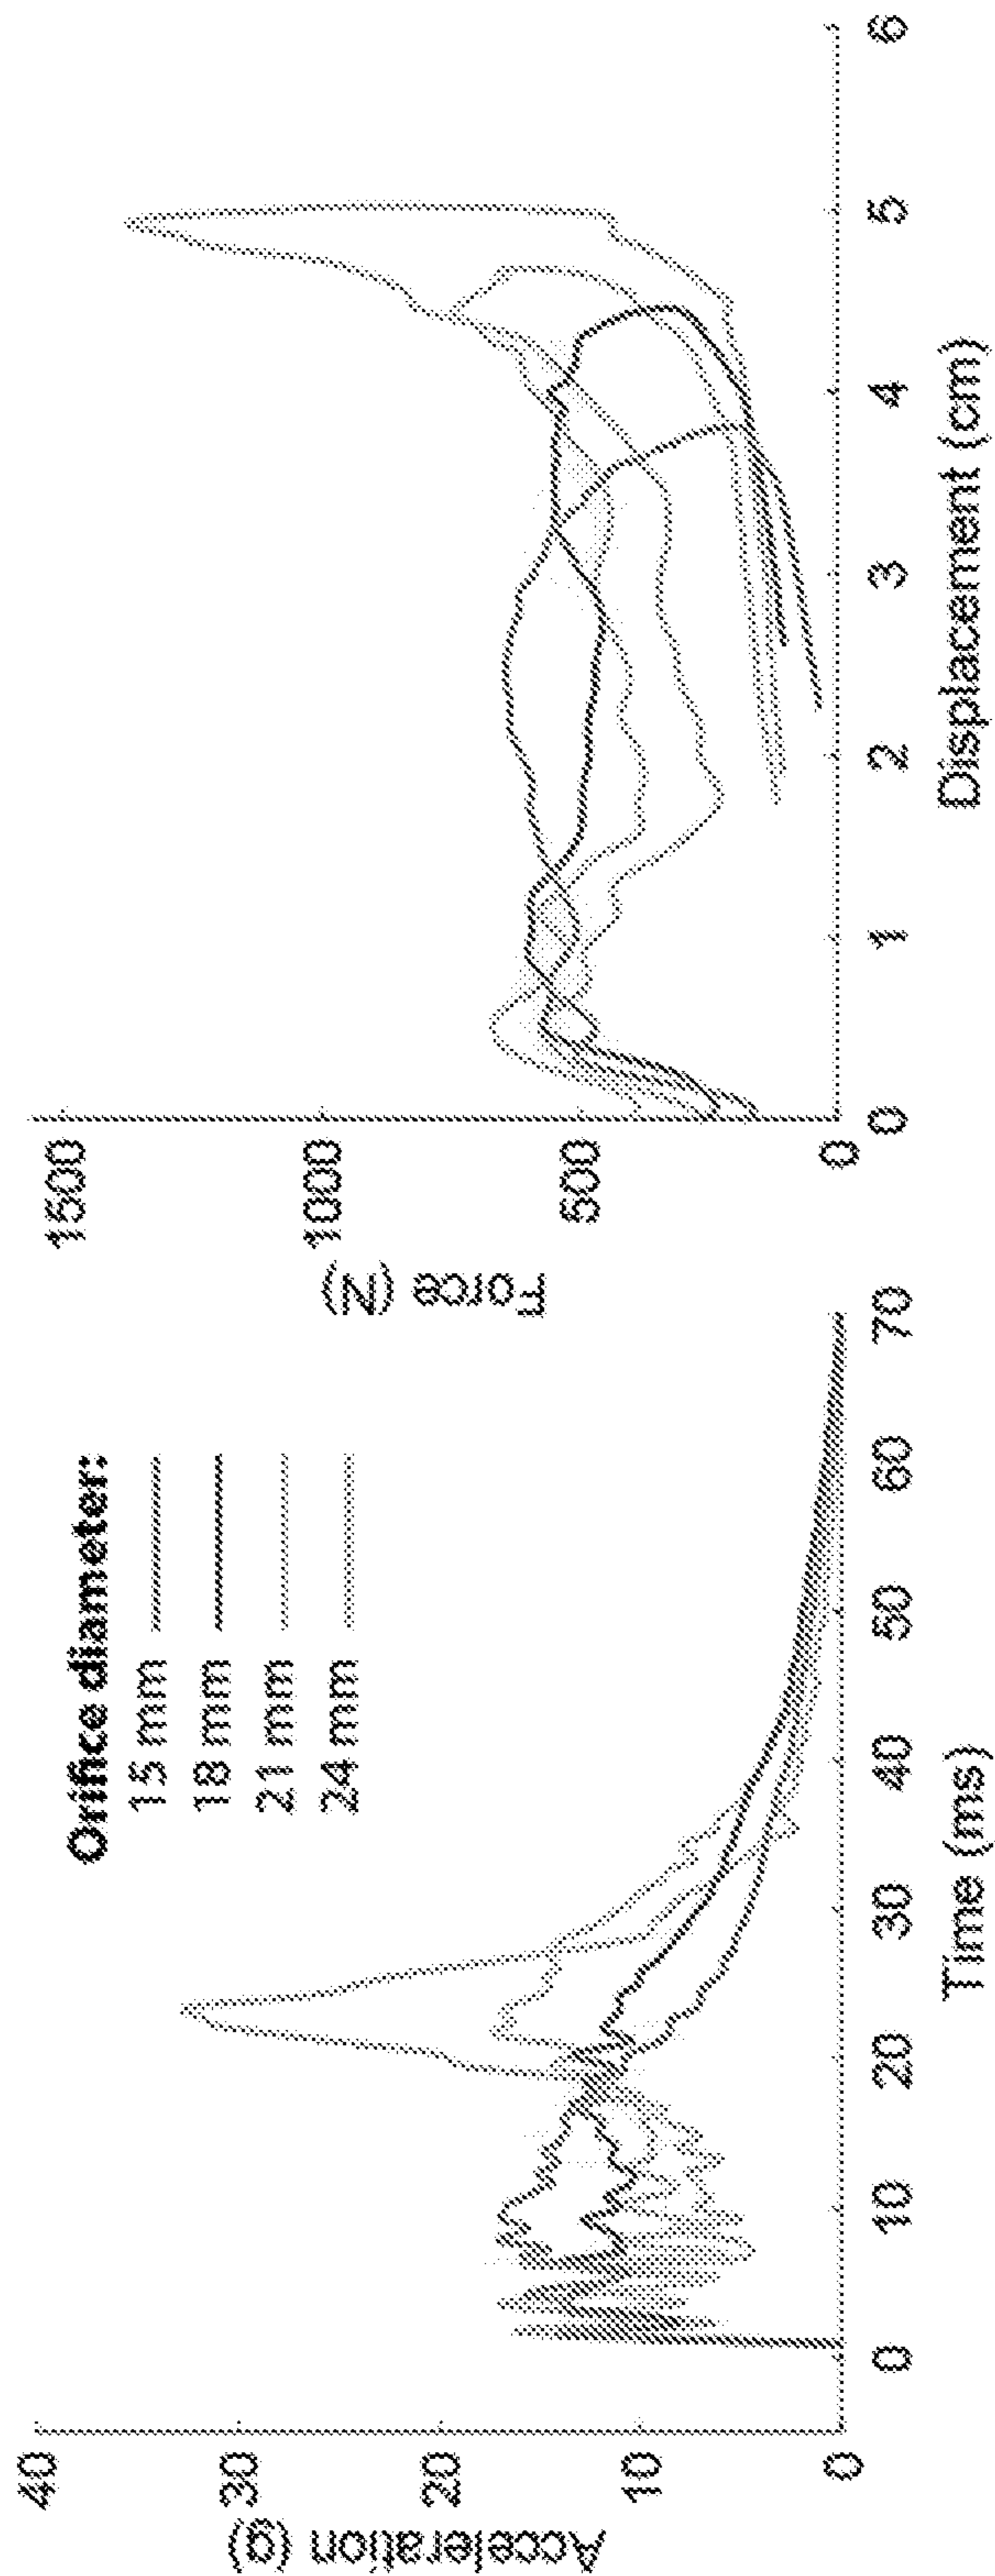 Acceleration (g)
40
30
20
10
0
0
10
20
30
40
50
60
70
Time (ms)
Orifice diameter:
15 mm
18 mm
21 mm
24 mm
Force (N)
1500
1000
500
0
0
1
2
3
4
5
6
Displacement (cm)